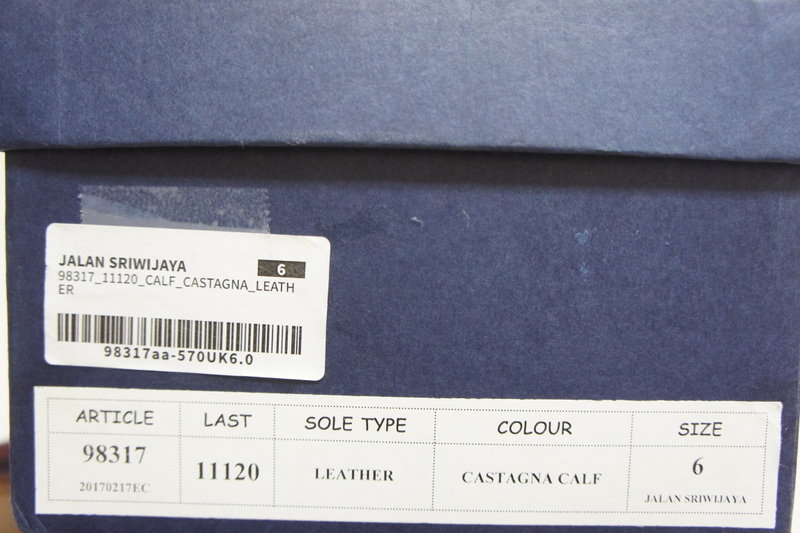 JALAN SRIWIJAYA 6
98317_11120_CALF_CASTAGNA_LEATH
ER
98317aa-570UK6.0
ARTICLE LAST SOLE TYPE COLOUR SIZE
98317 11120 LEATHER CASTAGNA CALF 6
20170217EC JALAN SRIWIJAYA